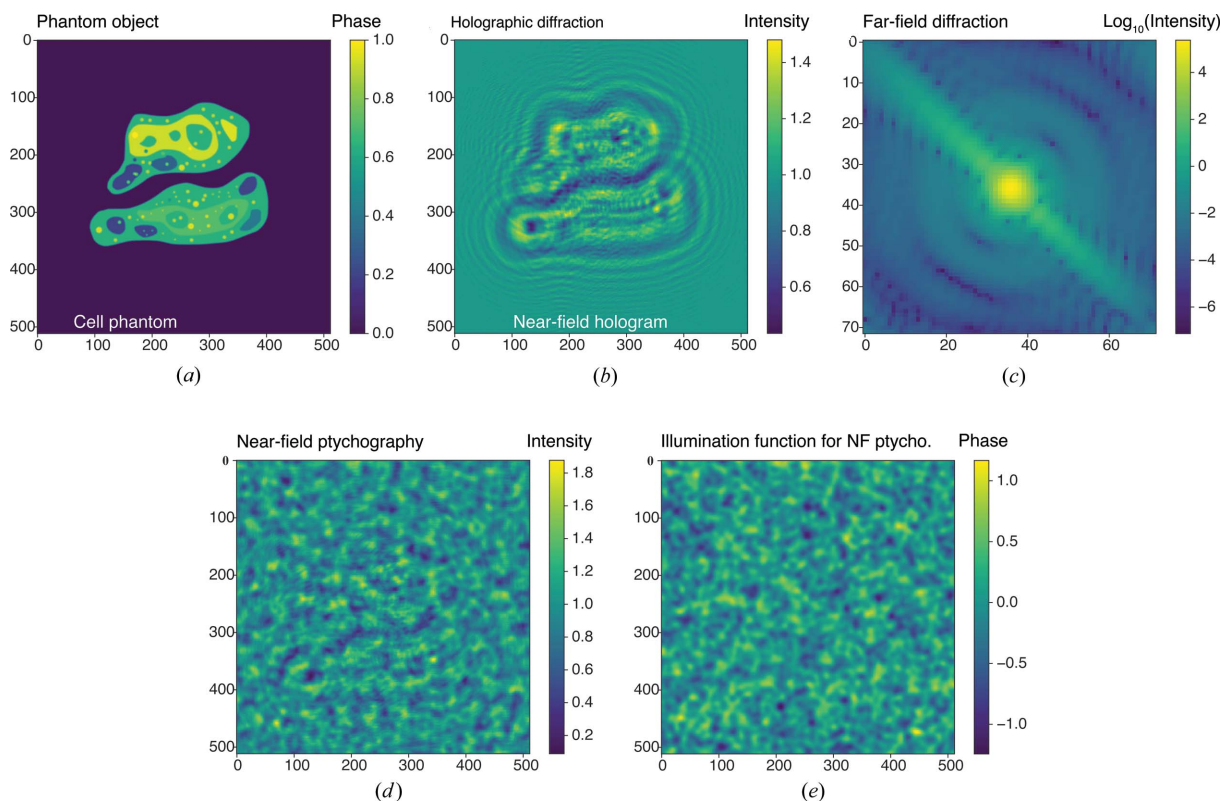 Phantom object Phase
0 100 200 300 400 500
1.0 0.8 0.6 0.4 0.2 0.0
Cell phantom
0 100 200 300 400 500
(a)
Holographic diffraction Intensity
0 100 200 300 400 500
1.4 1.2 1.0 0.8 0.6
Near-field hologram
0 100 200 300 400 500
(b)
Far-field diffraction Log10(Intensity)
0 10 20 30 40 50 60 70
4 2 0 −2 −4 −6
0 20 40 60
(c)
Near-field ptychography Intensity
0 100 200 300 400 500
1.8 1.6 1.4 1.2 1.0 0.8 0.6 0.4 0.2
0 100 200 300 400 500
(d)
Illumination function for NF ptycho. Phase
0 100 200 300 400 500
1.0 0.5 0.0 −0.5 −1.0
0 100 200 300 400 500
(e)